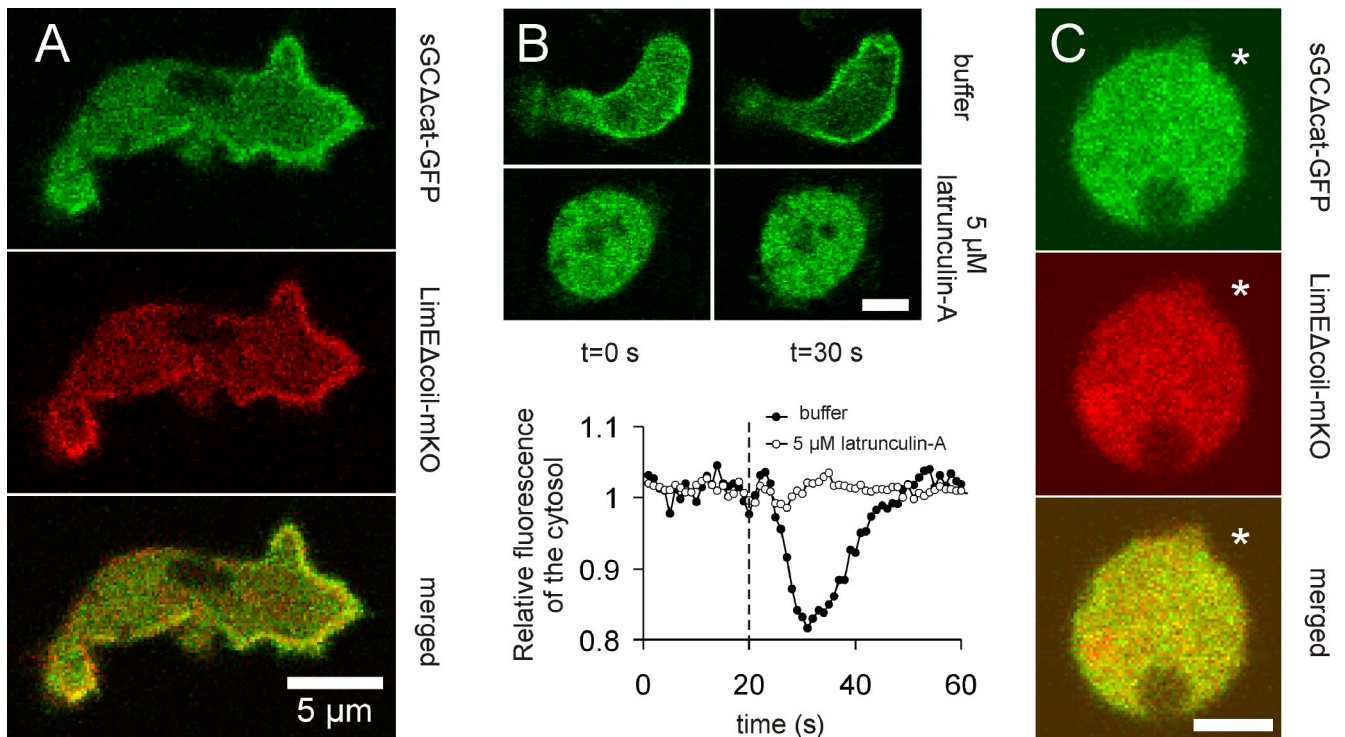 A
sGCΔcat-GFP
LimEΔcoil-mKO
merged
5 µm
B
buffer
5 µM
latrunculin-A
t=0 s
t=30 s
buffer
5 µM latrunculin-A
Relative fluorescence
of the cytosol
1.1
1
0.9
0.8
0
20
40
60
time (s)
C
*
sGCΔcat-GFP
*
LimEΔcoil-mKO
*
merged